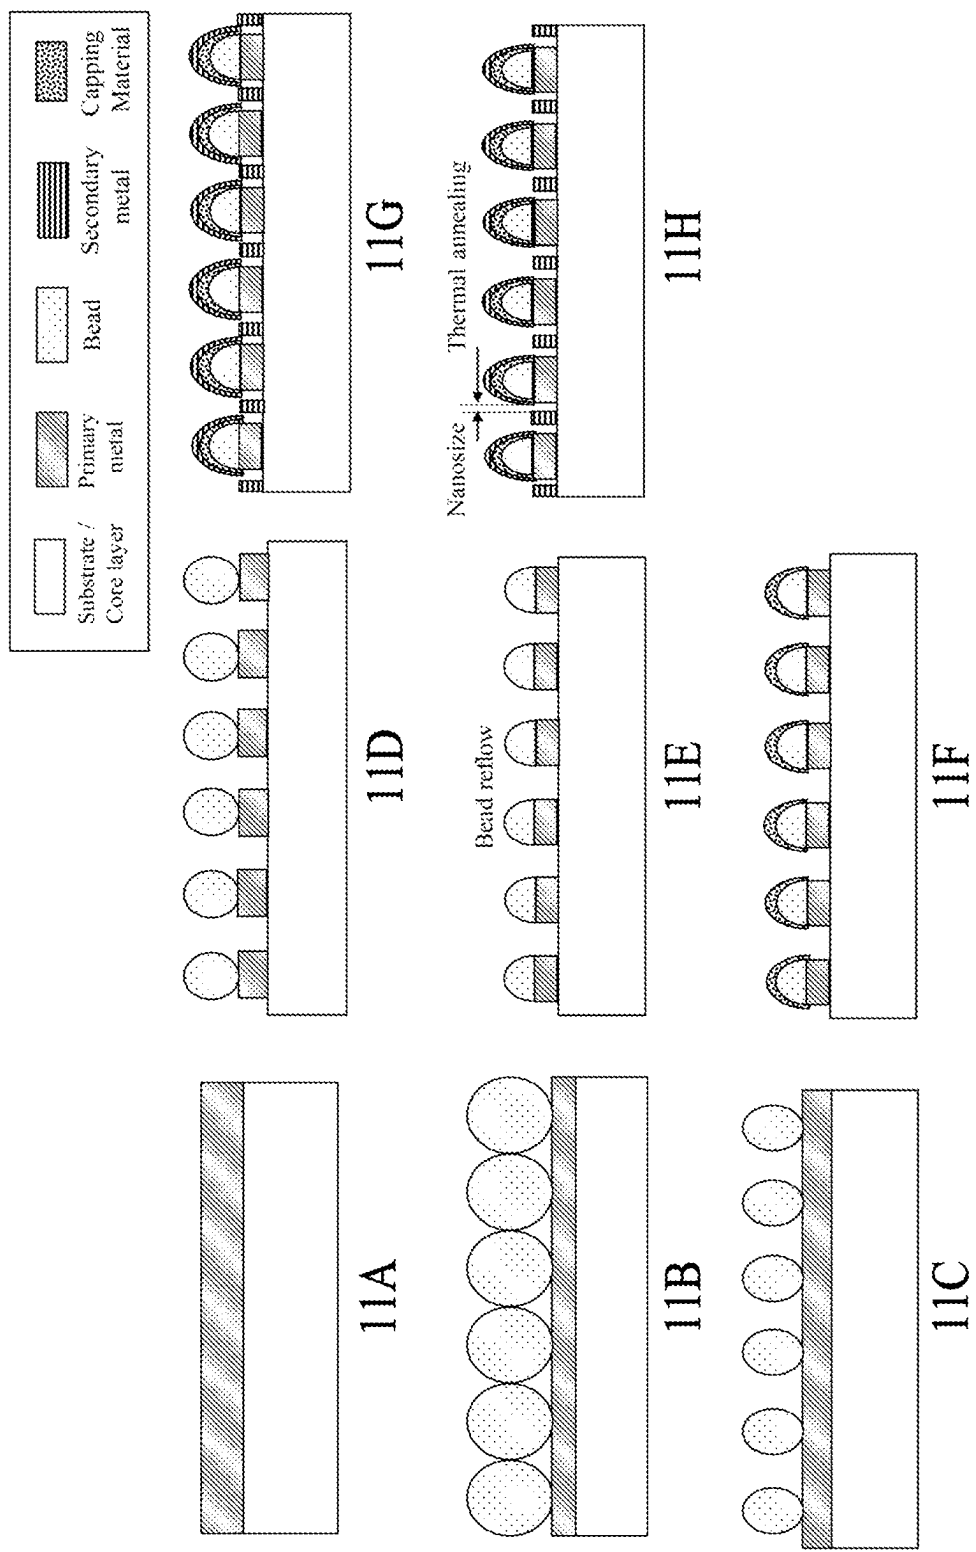 Substrate /
Core layer
Primary
metal
Bead
Secondary
metal
Capping
Material
11A
11B
11C
11D
Bead reflow
11E
11F
11G
Nanosize
Thermal annealing
11H